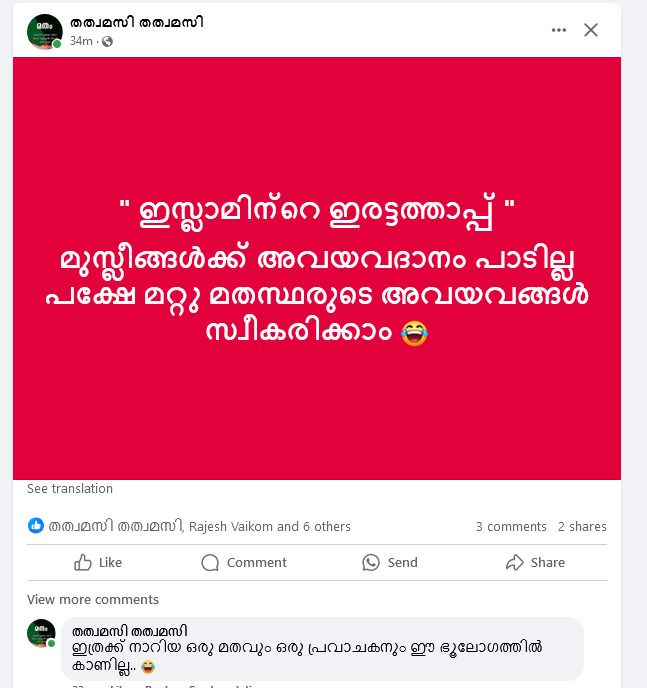 തത്വമസി തത്വമസി
34m ·
" ഇസ്ലാമിന്റെ ഇരട്ടത്താപ്പ് "
മുസ്ലീങ്ങൾക്ക് അവയവദാനം പാടില്ല
പക്ഷേ മറ്റു മതസ്ഥരുടെ അവയവങ്ങൾ
സ്വീകരിക്കാം 😂
See translation
തത്വമസി തത്വമസി, Rajesh Vaikom and 6 others 3 comments 2 shares
Like Comment Send Share
View more comments
തത്വമസി തത്വമസി
ഇത്രക്ക് നാറിയ ഒരു മതവും ഒരു പ്രവാചകനും ഈ ഭൂലോഗത്തിൽ
കാണില്ല.. 😂